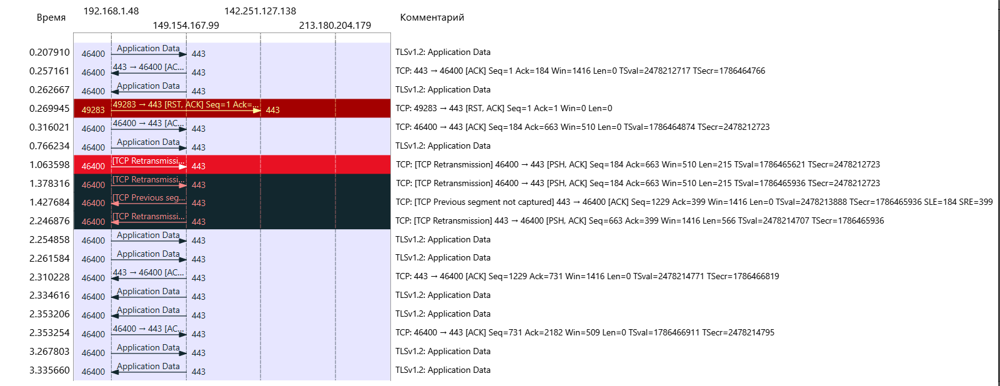 192.168.1.48 142.251.127.138
Время 149.154.167.99 213.180.204.179 Комментарий
0.207910 46400 Application Data 443 TLSv1.2: Application Data
0.257161 46400 443 → 46400 [AC... 443 TCP: 443 → 46400 [ACK] Seq=1 Ack=184 Win=1416 Len=0 TSval=2478212717 TSecr=1786464766
0.262667 46400 Application Data 443 TLSv1.2: Application Data
0.269945 49283 49283 → 443 [RST, ACK] Seq=1 Ack=... 443 TCP: 49283 → 443 [RST, ACK] Seq=1 Ack=1 Win=0 Len=0
0.316021 46400 46400 → 443 [AC... 443 TCP: 46400 → 443 [ACK] Seq=184 Ack=663 Win=510 Len=0 TSval=1786464874 TSecr=2478212723
0.766234 46400 Application Data 443 TLSv1.2: Application Data
1.063598 46400 [TCP Retransmissi... 443 TCP: [TCP Retransmission] 46400 → 443 [PSH, ACK] Seq=184 Ack=663 Win=510 Len=215 TSval=1786465621 TSecr=2478212723
1.378316 46400 [TCP Retransmissi... 443 TCP: [TCP Retransmission] 46400 → 443 [PSH, ACK] Seq=184 Ack=663 Win=510 Len=215 TSval=1786465936 TSecr=2478212723
1.427684 46400 [TCP Previous seg... 443 TCP: [TCP Previous segment not captured] 443 → 46400 [ACK] Seq=1229 Ack=399 Win=1416 Len=0 TSval=2478213888 TSecr=1786465936 SLE=184 SRE=399
2.246876 46400 [TCP Retransmissi... 443 TCP: [TCP Retransmission] 443 → 46400 [PSH, ACK] Seq=663 Ack=399 Win=1416 Len=566 TSval=2478214707 TSecr=1786465936
2.254858 46400 Application Data 443 TLSv1.2: Application Data
2.261584 46400 Application Data 443 TLSv1.2: Application Data
2.310228 46400 443 → 46400 [AC... 443 TCP: 443 → 46400 [ACK] Seq=1229 Ack=731 Win=1416 Len=0 TSval=2478214771 TSecr=1786466819
2.334616 46400 Application Data 443 TLSv1.2: Application Data
2.353206 46400 Application Data 443 TLSv1.2: Application Data
2.353254 46400 46400 → 443 [AC... 443 TCP: 46400 → 443 [ACK] Seq=731 Ack=2182 Win=509 Len=0 TSval=1786466911 TSecr=2478214795
3.267803 46400 Application Data 443 TLSv1.2: Application Data
3.335660 46400 Application Data 443 TLSv1.2: Application Data